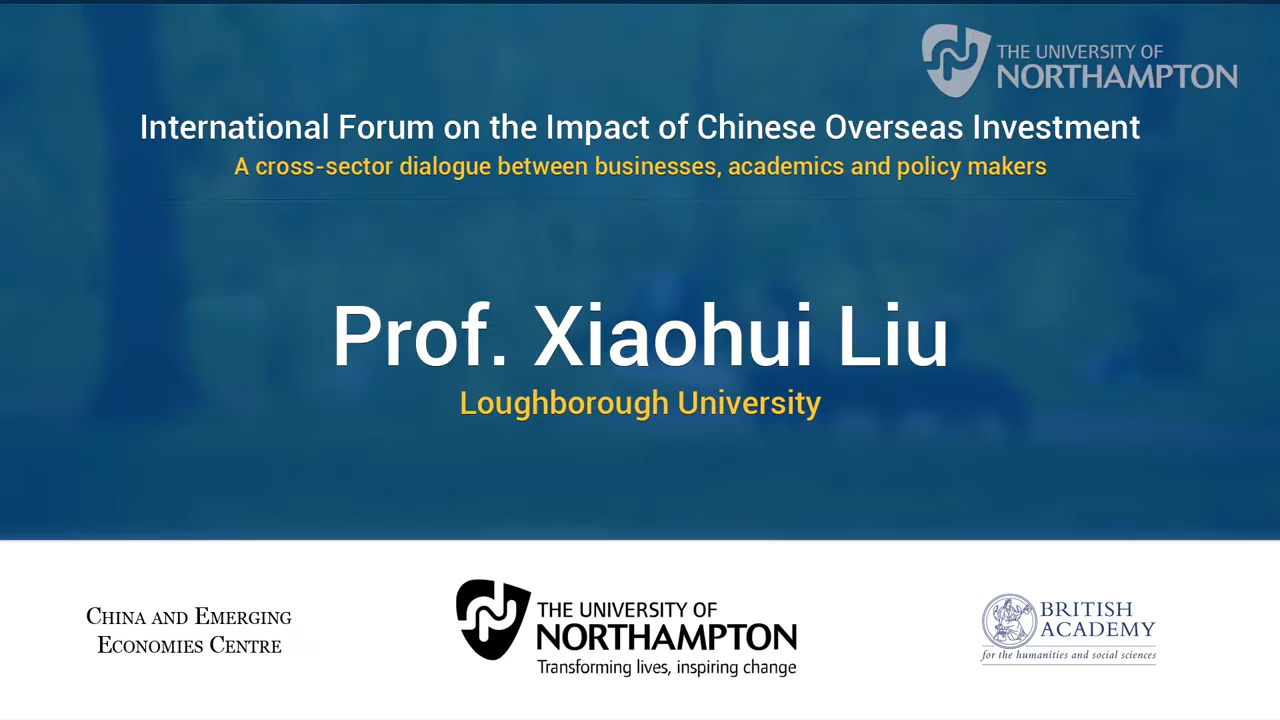 THE UNIVERSITY OF
NORTHAMPTON
International Forum on the Impact of Chinese Overseas Investment
A cross-sector dialogue between businesses, academics and policy makers
Prof. Xiaohui Liu
Loughborough University
CHINA AND EMERGING
ECONOMIES CENTRE
THE UNIVERSITY OF
NORTHAMPTON
Transforming lives, inspiring change
BRITISH
ACADEMY
for the humanities and social sciences